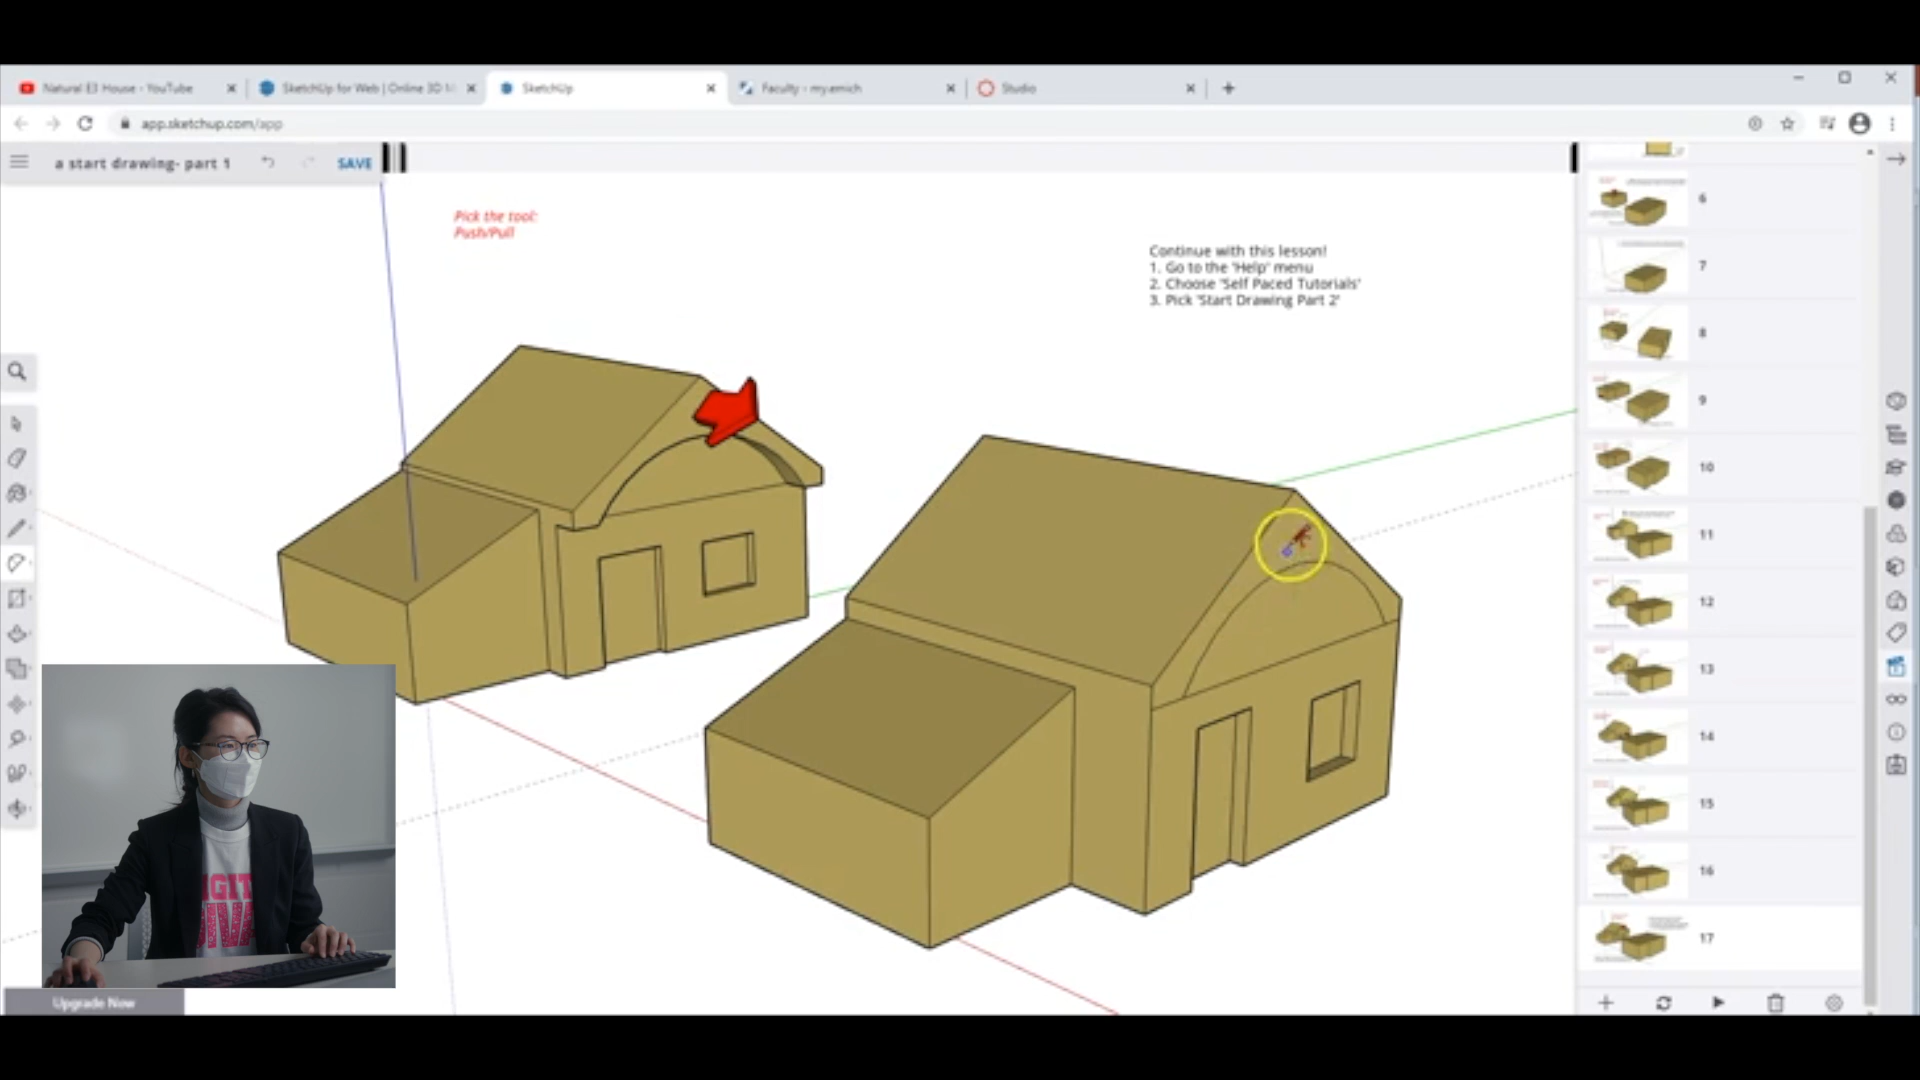 Natural E3 House - YouTube
SketchUp for Web | Online 3D M
SketchUp
Faculty - my.emich
Studio
app.sketchup.com/app
a start drawing- part 1
SAVE
Pick the tool:
Push/Pull
Continue with this lesson!
1. Go to the 'Help' menu
2. Choose 'Self Paced Tutorials'
3. Pick 'Start Drawing Part 2'
6
7
8
9
10
11
12
13
14
15
16
17
Upgrade Now